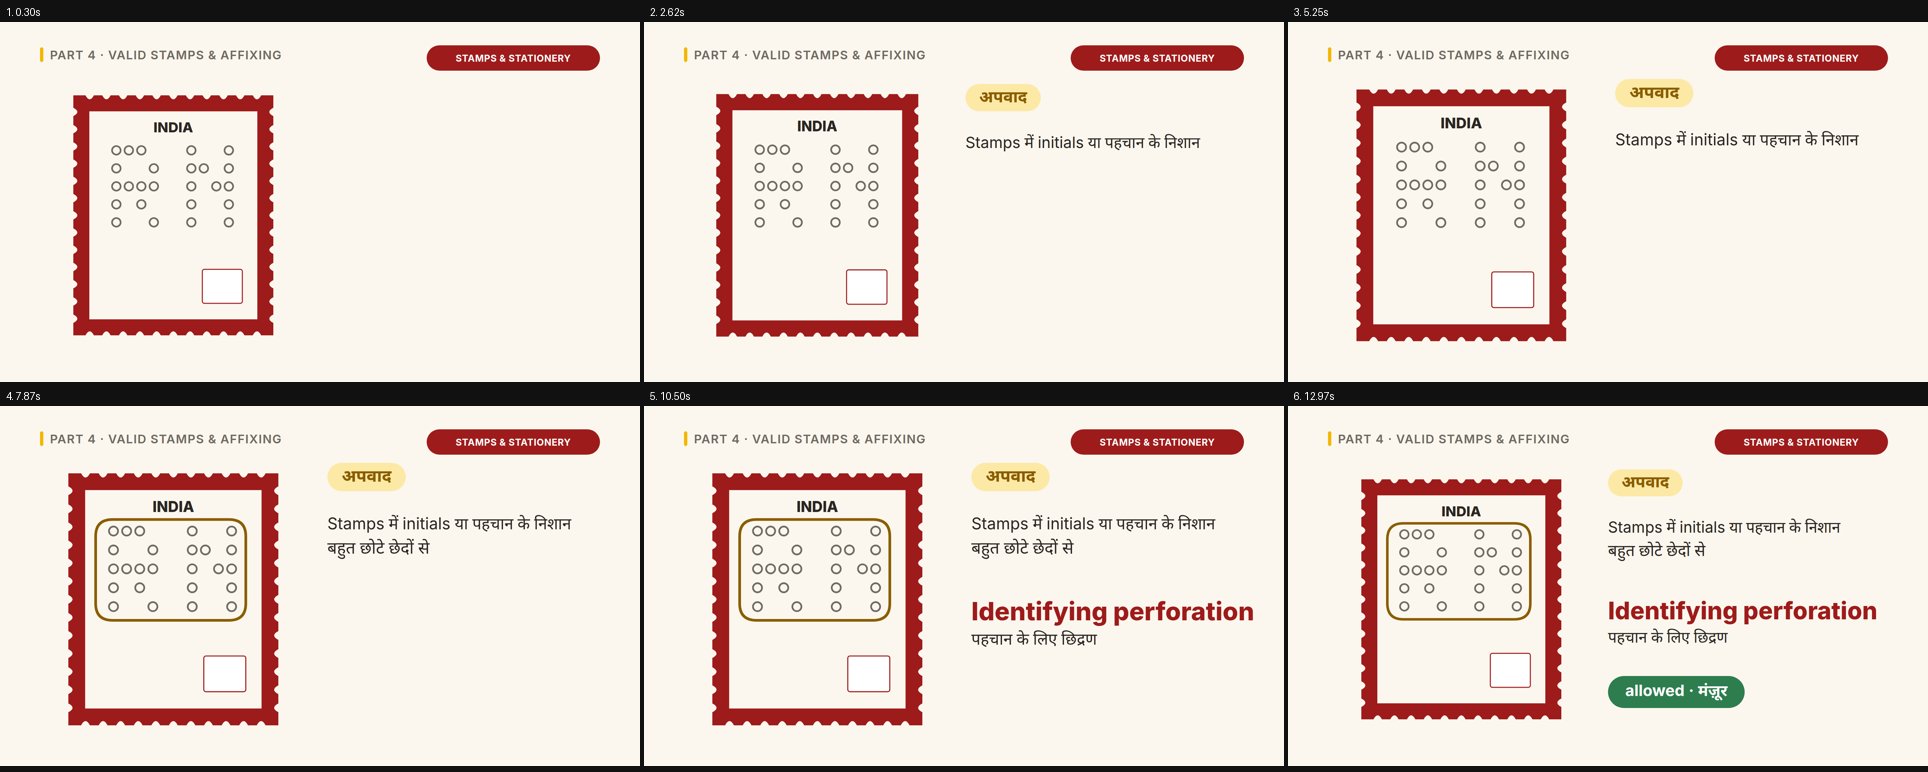 1. 0.30s
PART 4 · VALID STAMPS & AFFIXING
STAMPS & STATIONERY
INDIA
2. 2.62s
PART 4 · VALID STAMPS & AFFIXING
STAMPS & STATIONERY
INDIA
अपवाद
Stamps में initials या पहचान के निशान
3. 5.25s
PART 4 · VALID STAMPS & AFFIXING
STAMPS & STATIONERY
INDIA
अपवाद
Stamps में initials या पहचान के निशान
4. 7.87s
PART 4 · VALID STAMPS & AFFIXING
STAMPS & STATIONERY
INDIA
अपवाद
Stamps में initials या पहचान के निशान
बहुत छोटे छेदों से
5. 10.50s
PART 4 · VALID STAMPS & AFFIXING
STAMPS & STATIONERY
INDIA
अपवाद
Stamps में initials या पहचान के निशान
बहुत छोटे छेदों से
Identifying perforation
पहचान के लिए छिद्रण
6. 12.97s
PART 4 · VALID STAMPS & AFFIXING
STAMPS & STATIONERY
INDIA
अपवाद
Stamps में initials या पहचान के निशान
बहुत छोटे छेदों से
Identifying perforation
पहचान के लिए छिद्रण
allowed · मंज़ूर